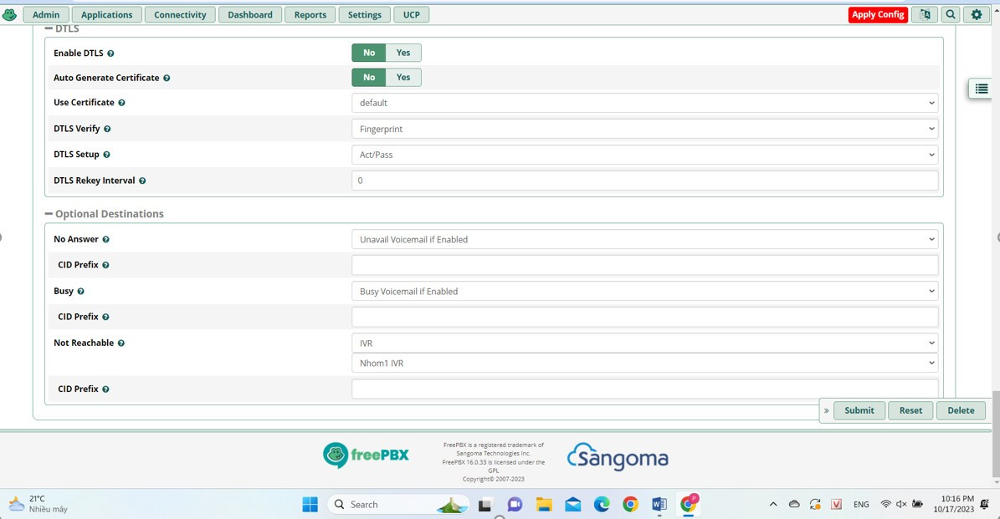 Admin Applications Connectivity Dashboard Reports Settings UCP Apply Config
DTLS
Enable DTLS No Yes
Auto Generate Certificate No Yes
Use Certificate default
DTLS Verify Fingerprint
DTLS Setup Act/Pass
DTLS Rekey Interval 0
Optional Destinations
No Answer Unavail Voicemail if Enabled
CID Prefix
Busy Busy Voicemail if Enabled
CID Prefix
Not Reachable IVR
Nhom1 IVR
CID Prefix
» Submit Reset Delete
freePBX
FreePBX is a registered trademark of
Sangoma Technologies Inc.
FreePBX 16.0.33 is licensed under the
GPL
Copyright© 2007-2023
Sangoma
21°C
Nhiều mây
Search
ENG
10:16 PM
10/17/2023